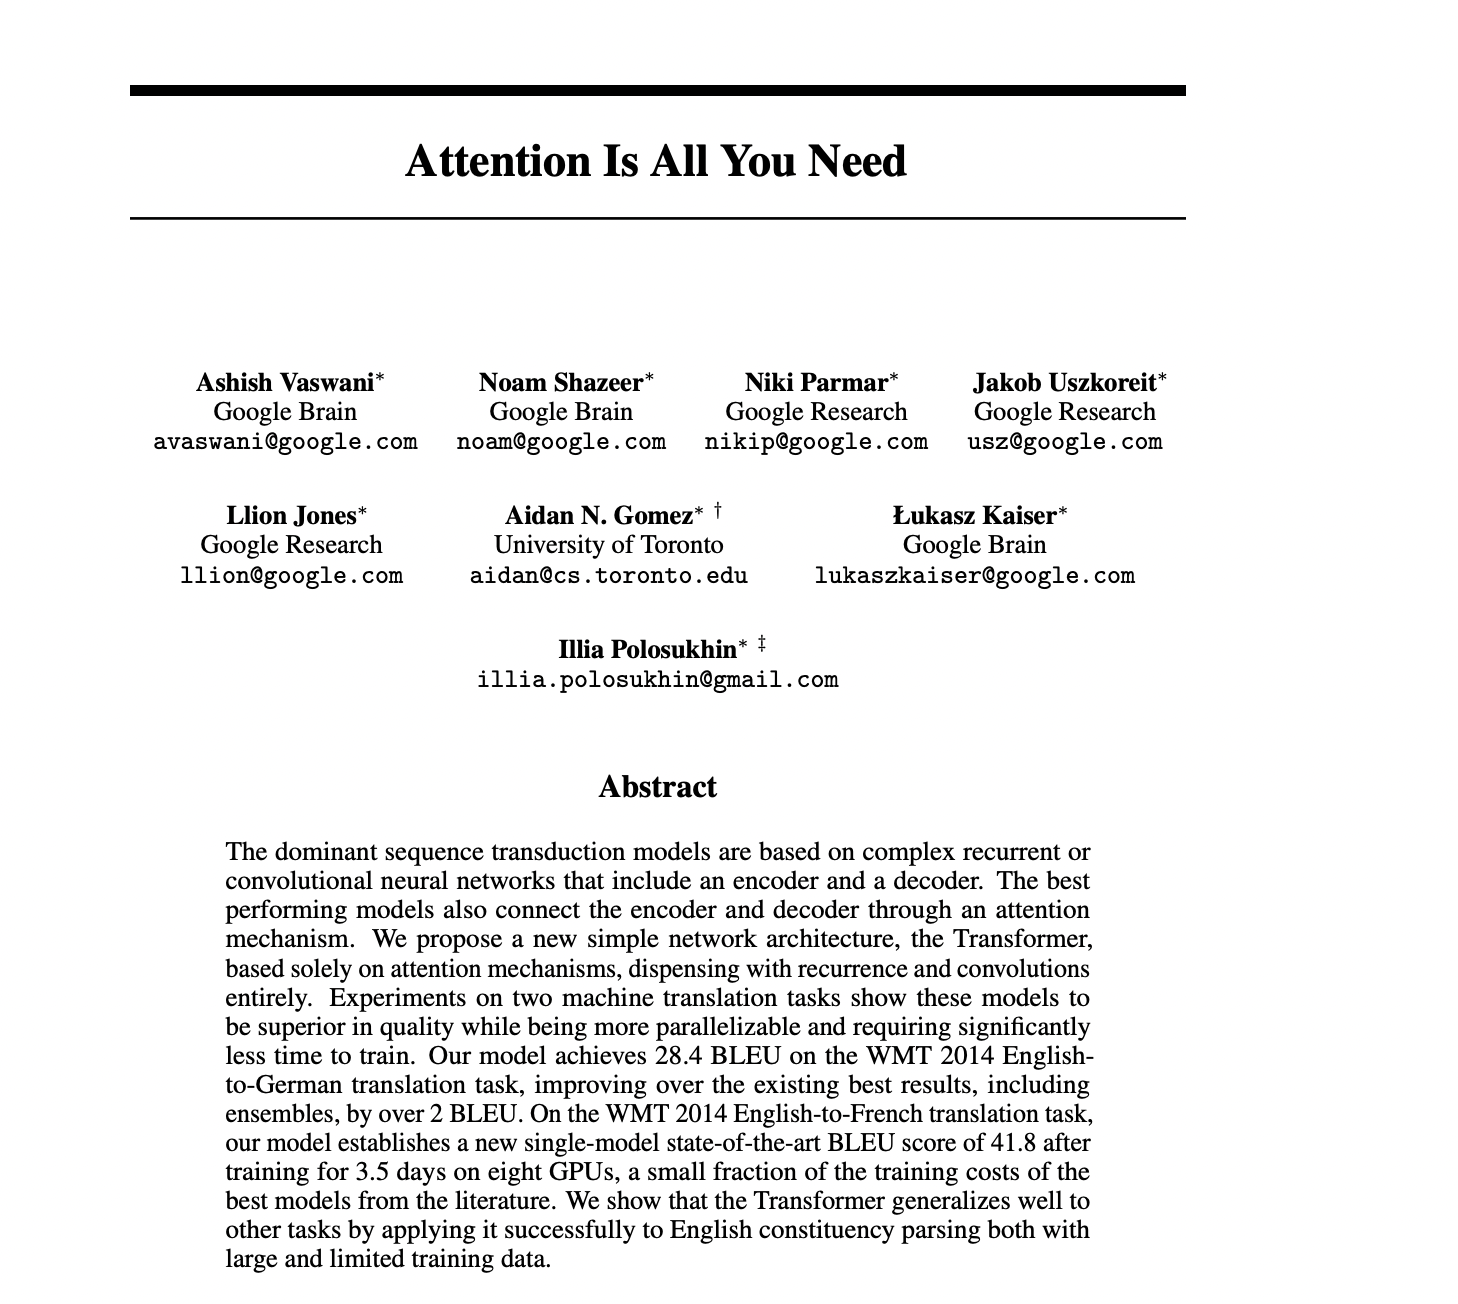 Attention Is All You Need
Ashish Vaswani* Noam Shazeer* Niki Parmar* Jakob Uszkoreit*
Google Brain Google Brain Google Research Google Research
avaswani@google.com noam@google.com nikip@google.com usz@google.com
Llion Jones* Aidan N. Gomez* † Łukasz Kaiser*
Google Research University of Toronto Google Brain
llion@google.com aidan@cs.toronto.edu lukaszkaiser@google.com
Illia Polosukhin* ‡
illia.polosukhin@gmail.com
Abstract
The dominant sequence transduction models are based on complex recurrent or
convolutional neural networks that include an encoder and a decoder. The best
performing models also connect the encoder and decoder through an attention
mechanism. We propose a new simple network architecture, the Transformer,
based solely on attention mechanisms, dispensing with recurrence and convolutions
entirely. Experiments on two machine translation tasks show these models to
be superior in quality while being more parallelizable and requiring significantly
less time to train. Our model achieves 28.4 BLEU on the WMT 2014 English-
to-German translation task, improving over the existing best results, including
ensembles, by over 2 BLEU. On the WMT 2014 English-to-French translation task,
our model establishes a new single-model state-of-the-art BLEU score of 41.8 after
training for 3.5 days on eight GPUs, a small fraction of the training costs of the
best models from the literature. We show that the Transformer generalizes well to
other tasks by applying it successfully to English constituency parsing both with
large and limited training data.